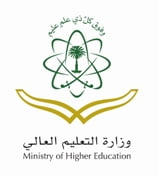 وفوق كل ذي علم عليم
وزارة التعليم العالي
Ministry of Higher Education